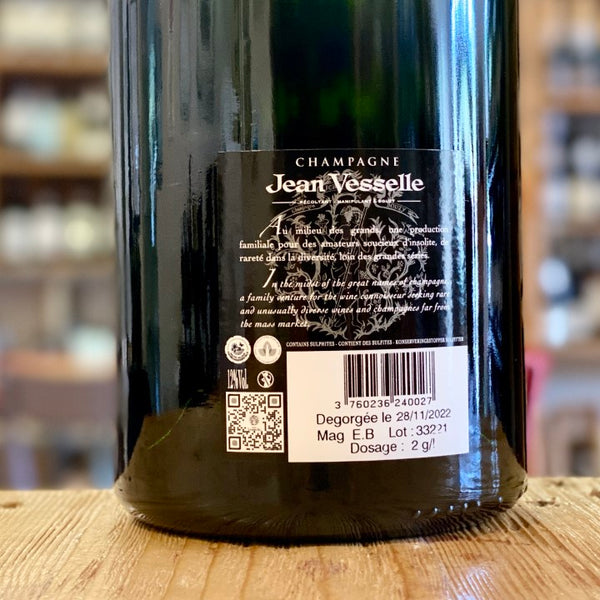 CHAMPAGNE
Jean Vesselle
RÉCOLTANT - MANIPULANT À BOUZY
Au milieu des grands, une production
familiale pour des amateurs soucieux d'insolite, de
rareté dans la diversité, loin des grandes séries.
In the midst of the great names of champagne
a family venture for the wine connoisseur seeking rare
and unusually diverse wines and champagnes far from
the mass market.
CONTAINS SULPHITES - CONTIENT DES SULFITES - KONSERVERINGSSTOFFER
12%Vol.
3 760236 240027
Degorgée le 28/11/2022
Mag E.B Lot : 33221
Dosage : 2 g/l